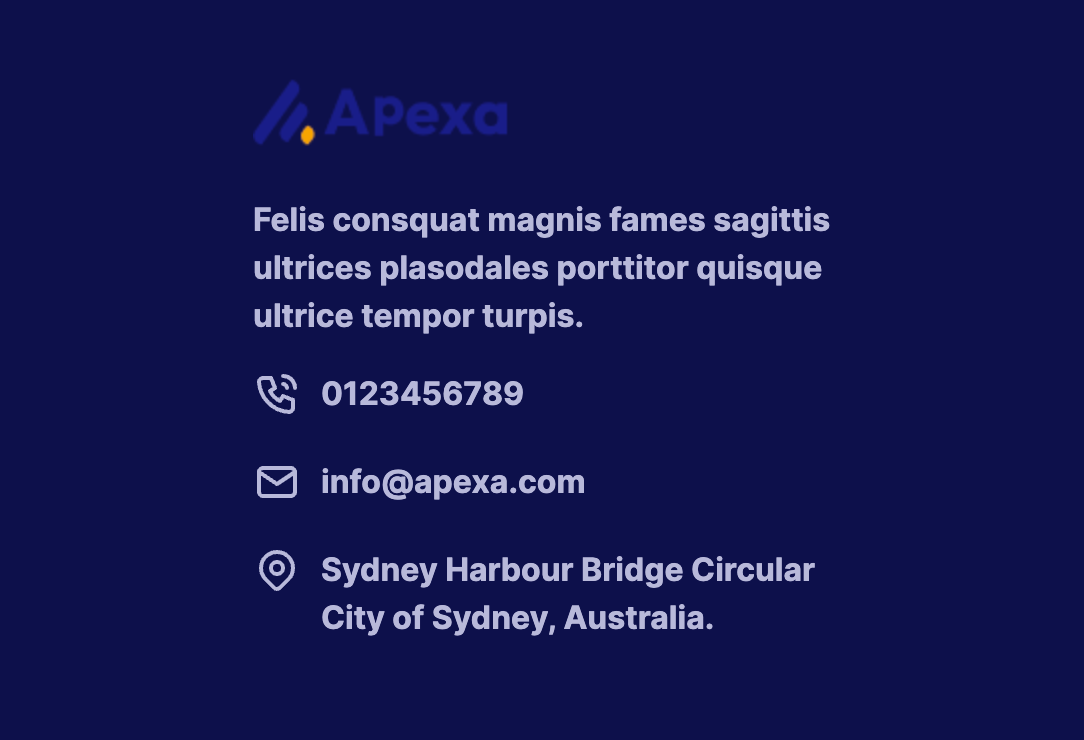 Apexa
Felis consquat magnis fames sagittis
ultrices plasodales porttitor quisque
ultrice tempor turpis.
0123456789
info@apexa.com
Sydney Harbour Bridge Circular
City of Sydney, Australia.